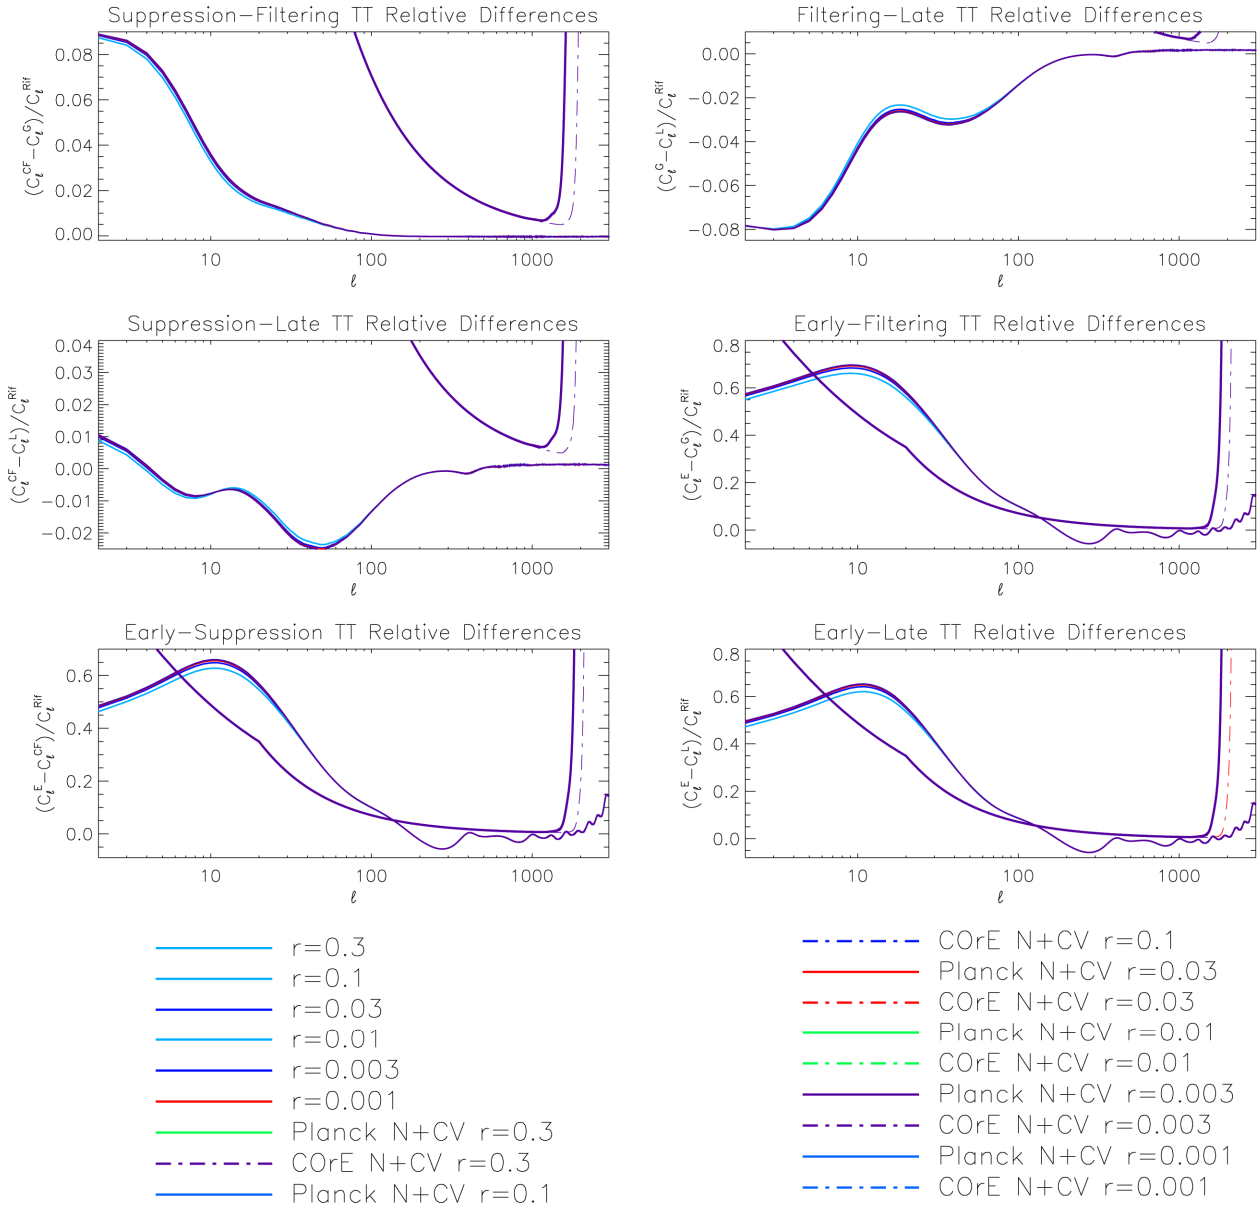 Suppression−Filtering TT Relative Differences
(C_ℓ^CF−C_ℓ^G)/C_ℓ^Rif
0.08
0.06
0.04
0.02
0.00
10 100 1000
ℓ
Filtering−Late TT Relative Differences
(C_ℓ^G−C_ℓ^L)/C_ℓ^Rif
0.00
−0.02
−0.04
−0.06
−0.08
10 100 1000
ℓ
Suppression−Late TT Relative Differences
(C_ℓ^CF−C_ℓ^L)/C_ℓ^Rif
0.04
0.03
0.02
0.01
0.00
−0.01
−0.02
10 100 1000
ℓ
Early−Filtering TT Relative Differences
(C_ℓ^E−C_ℓ^G)/C_ℓ^Rif
0.8
0.6
0.4
0.2
0.0
10 100 1000
ℓ
Early−Suppression TT Relative Differences
(C_ℓ^E−C_ℓ^CF)/C_ℓ^Rif
0.6
0.4
0.2
0.0
10 100 1000
ℓ
Early−Late TT Relative Differences
(C_ℓ^E−C_ℓ^L)/C_ℓ^Rif
0.8
0.6
0.4
0.2
0.0
10 100 1000
ℓ
r=0.3
r=0.1
r=0.03
r=0.01
r=0.003
r=0.001
Planck N+CV r=0.3
COrE N+CV r=0.3
Planck N+CV r=0.1
COrE N+CV r=0.1
Planck N+CV r=0.03
COrE N+CV r=0.03
Planck N+CV r=0.01
COrE N+CV r=0.01
Planck N+CV r=0.003
COrE N+CV r=0.003
Planck N+CV r=0.001
COrE N+CV r=0.001